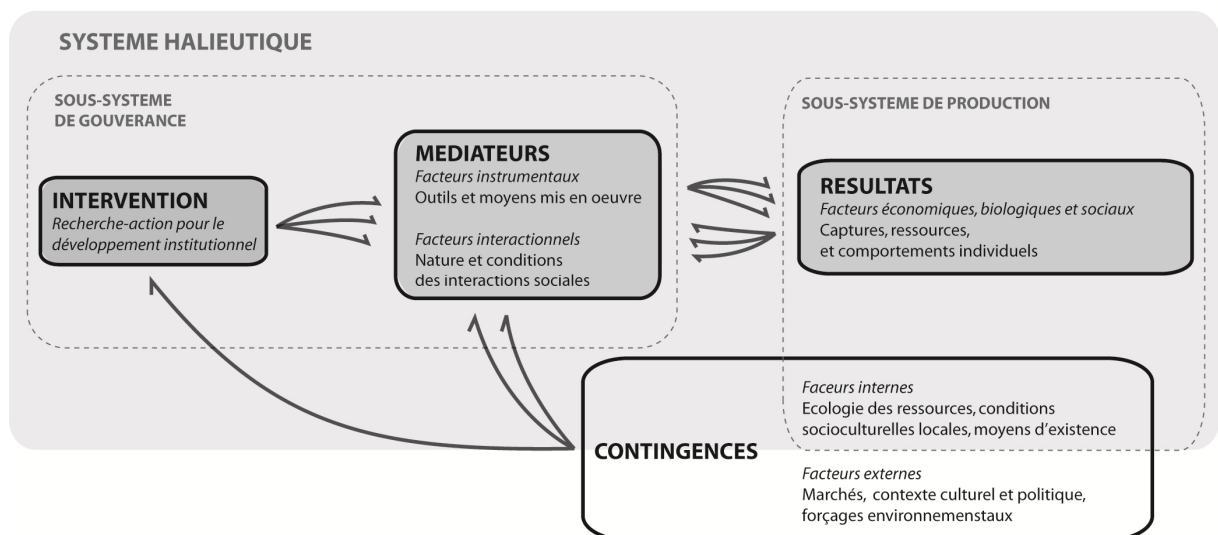 SYSTEME HALIEUTIQUE
SOUS-SYSTEME
DE GOUVERANCE
INTERVENTION
Recherche-action pour le
développement institutionnel
MEDIATEURS
Facteurs instrumentaux
Outils et moyens mis en oeuvre
Facteurs interactionnels
Nature et conditions
des interactions sociales
SOUS-SYSTEME DE PRODUCTION
RESULTATS
Facteurs économiques, biologiques et sociaux
Captures, ressources,
et comportements individuels
CONTINGENCES
Faceurs internes
Ecologie des ressources, conditions
socioculturelles locales, moyens d'existence
Facteurs externes
Marchés, contexte culturel et politique,
forçages environnemenstaux